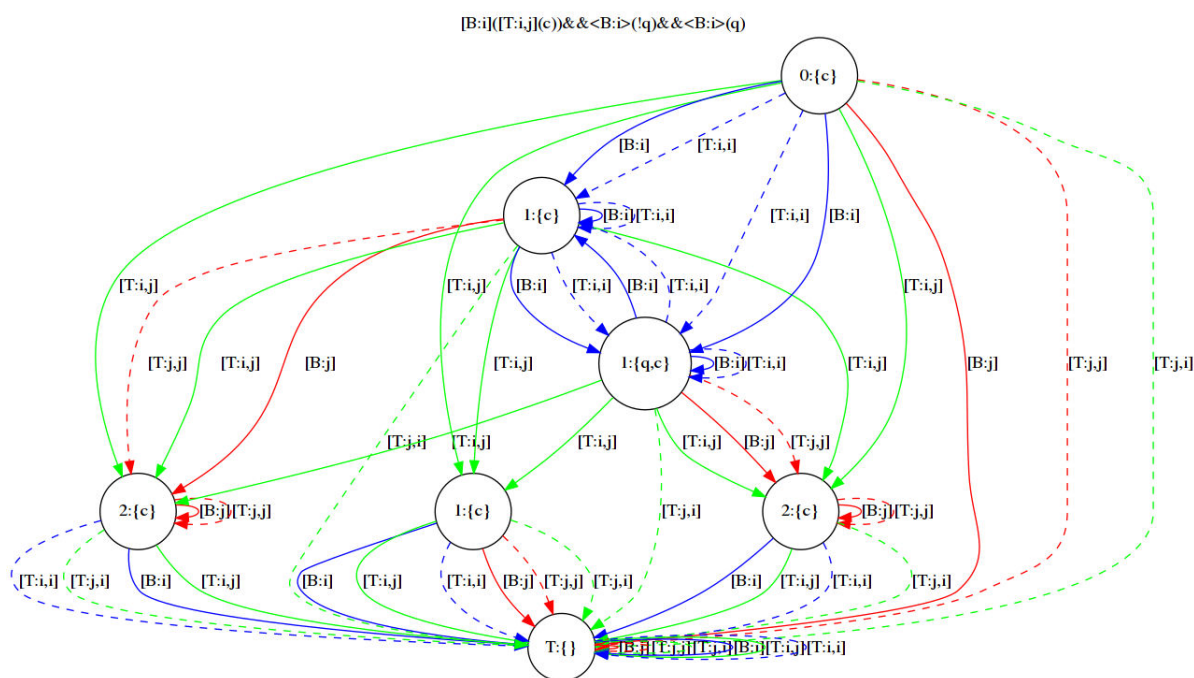 [B:i]([T:i,j](c))&&<B:i>(!q)&&<B:i>(q)
0:{c}
[B:i] [T:i,i] [T:i,i] [B:i]
1:{c} [B:i] [T:i,i]
[T:i,j] [T:i,j] [B:i] [T:i,i] [B:i] [T:i,i] [T:i,j]
[T:j,j] [T:i,j] [B:j] [T:i,j] 1:{q,c} [B:i] [T:i,i] [T:i,j] [B:j] [T:j,j] [T:j,i]
[T:j,i] [T:i,j] [T:i,j] [T:i,j] [B:j] [T:j,j]
2:{c} [B:j] [T:j,j] 1:{c} [T:j,i] 2:{c} [B:j] [T:j,j]
[T:i,i] [T:j,i] [B:i] [T:i,j] [B:i] [T:i,j] [T:i,i] [B:j] [T:j,j] [T:j,i] [B:i] [T:i,j] [T:i,i] [T:j,i]
T:{} [B:j] [T:j,j] [T:j,i] [B:i] [T:i,j] [T:i,i]